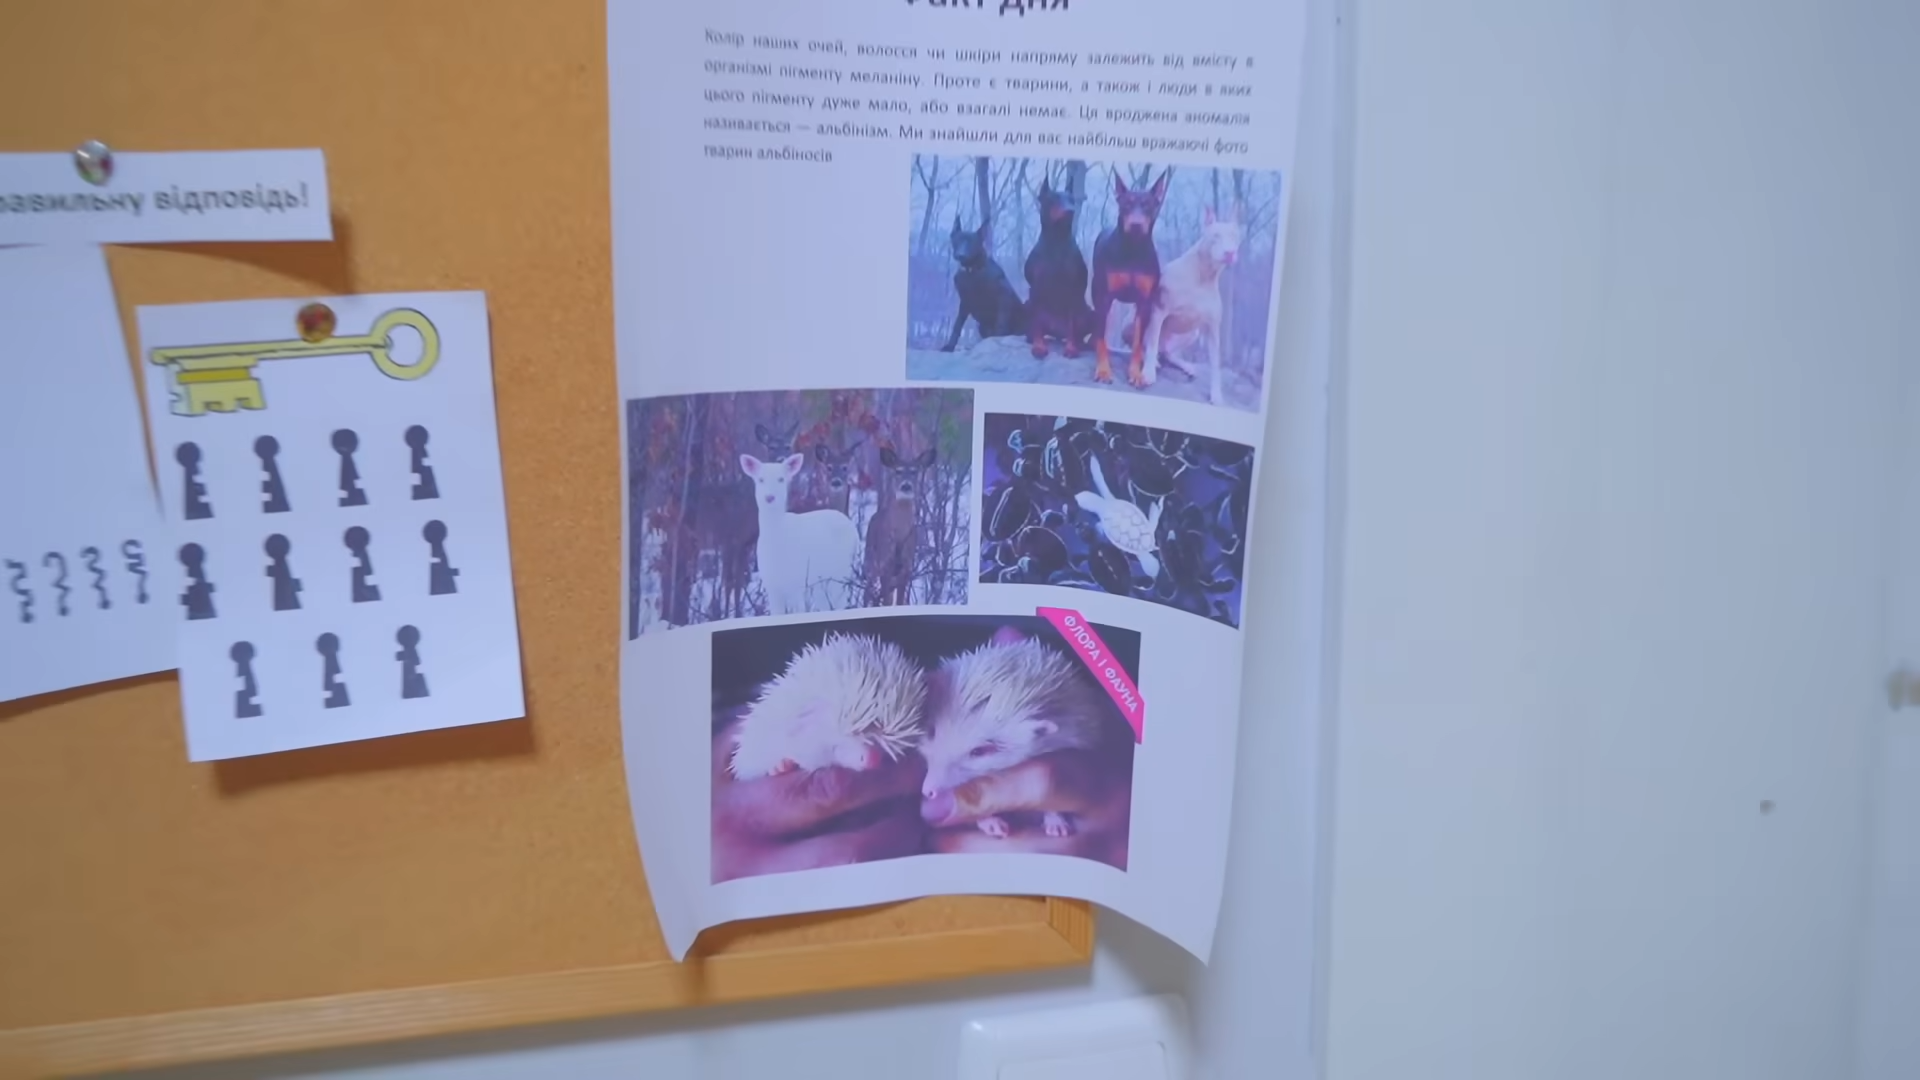 Факт дня
Колір наших очей, волосся чи шкіри напряму залежить від вмісту в
організмі пігменту меланіну. Проте є тварини, а також і люди в яких
цього пігменту дуже мало, або взагалі немає. Ця вроджена аномалія
називається — альбінізм. Ми знайшли для вас найбільш вражаючі фото
тварин альбіносів
відповідь!
ФЛОРА І ФАУНА